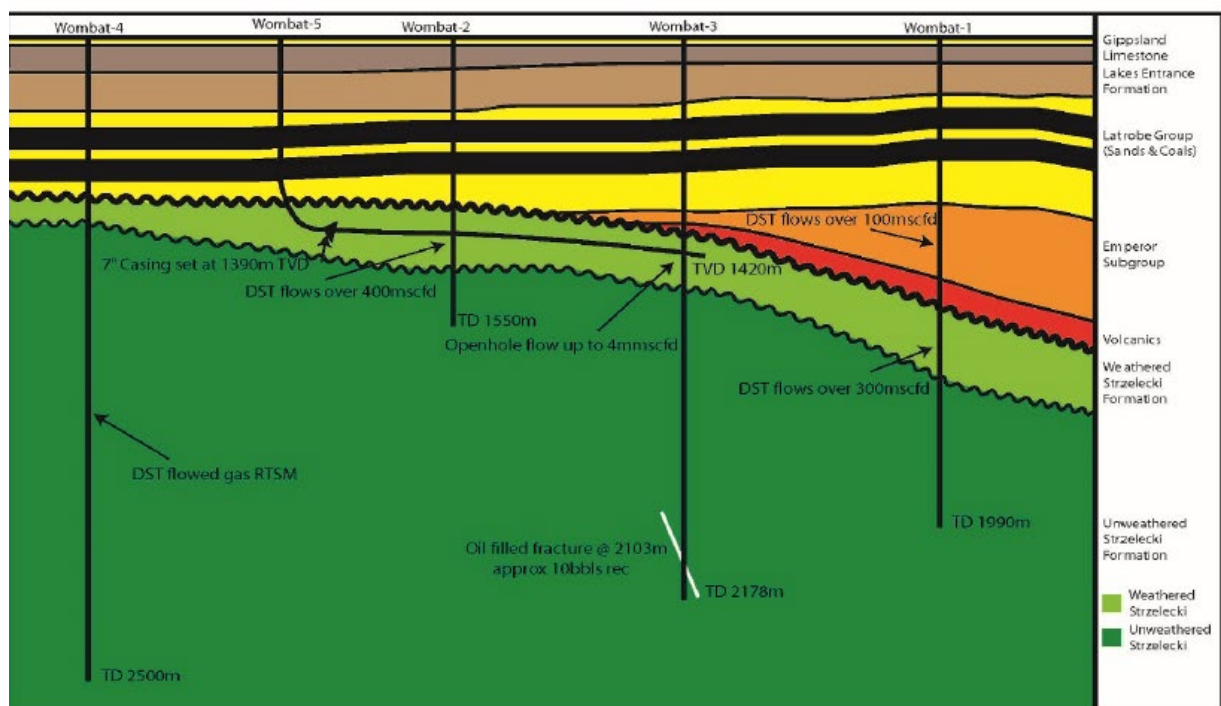 Wombat-4
Wombat-5
Wombat-2
Wombat-3
Wombat-1
Gippsland
Limestone
Lakes Entrance
Formation
Latrobe Group
(Sands & Coals)
DST flows over 100mscfd
Emperor
Subgroup
7" Casing set at 1390m TVD
TVD 1420m
DST flows over 400mscfd
TD 1550m
Openhole flow up to 4mmscfd
Volcanics
Weathered
Strzelecki
Formation
DST flows over 300mscfd
DST flowed gas RTSM
TD 1990m
Unweathered
Strzelecki
Formation
Oil filled fracture @ 2103m
approx 10bbls rec
TD 2178m
Weathered
Strzelecki
Unweathered
Strzelecki
TD 2500m